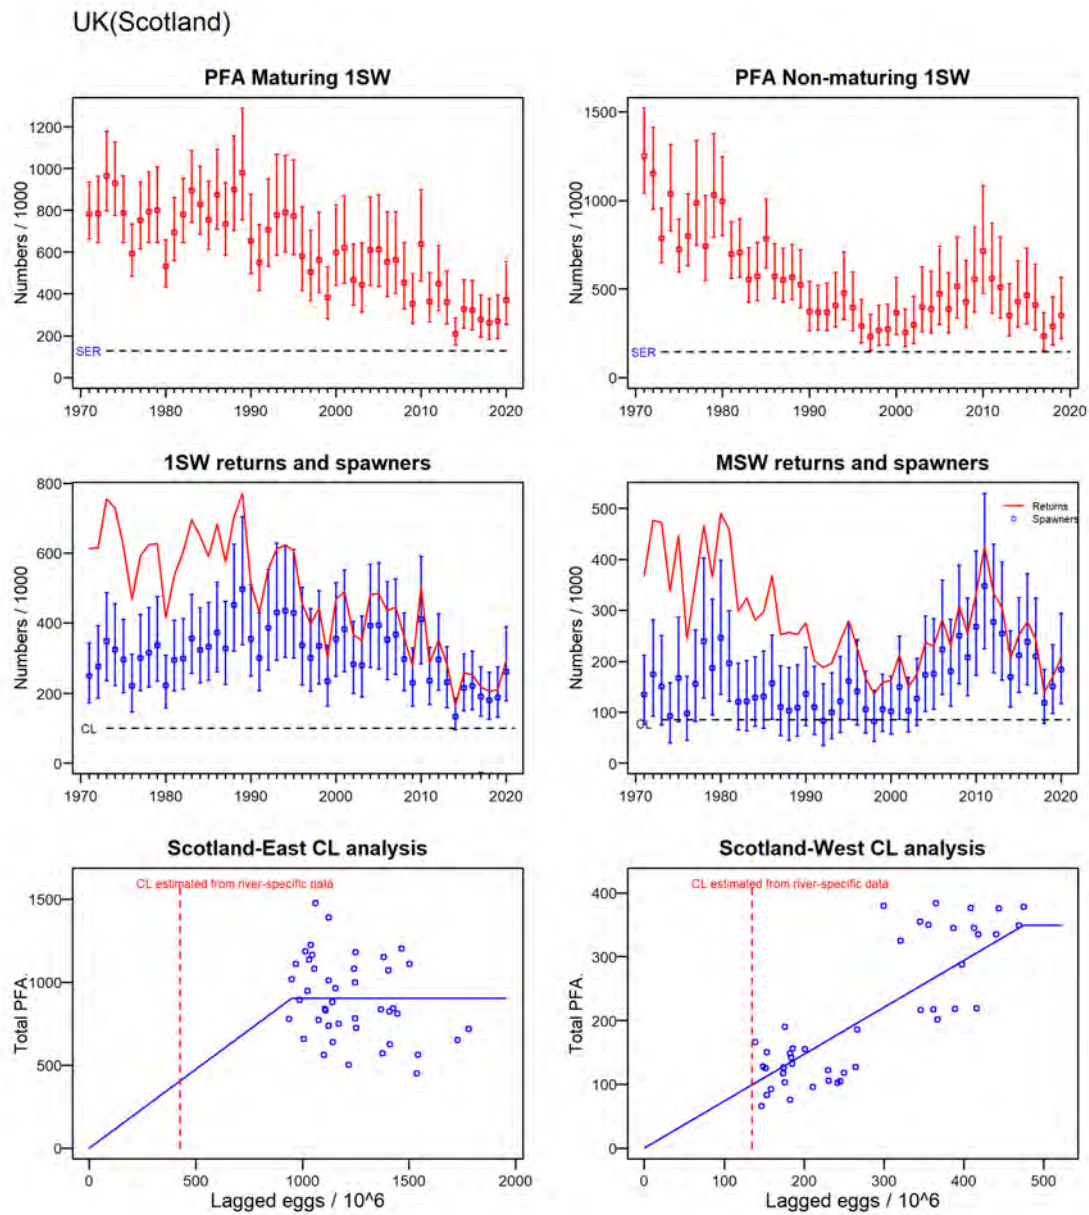 UK(Scotland)
PFA Maturing 1SW
PFA Non-maturing 1SW
Numbers / 1000
1200
1000
800
600
400
200
0
SER
1970 1980 1990 2000 2010 2020
Numbers / 1000
1500
1000
500
0
SER
1970 1980 1990 2000 2010 2020
1SW returns and spawners
MSW returns and spawners
Numbers / 1000
800
600
400
200
0
CL
1970 1980 1990 2000 2010 2020
Numbers / 1000
500
400
300
200
100
0
CL
Returns
Spawners
1970 1980 1990 2000 2010 2020
Scotland-East CL analysis
Scotland-West CL analysis
CL estimated from river-specific data
Total PFA.
1500
1000
500
0
0 500 1000 1500 2000
Lagged eggs / 10^6
CL estimated from river-specific data
Total PFA.
400
300
200
100
0
0 100 200 300 400 500
Lagged eggs / 10^6